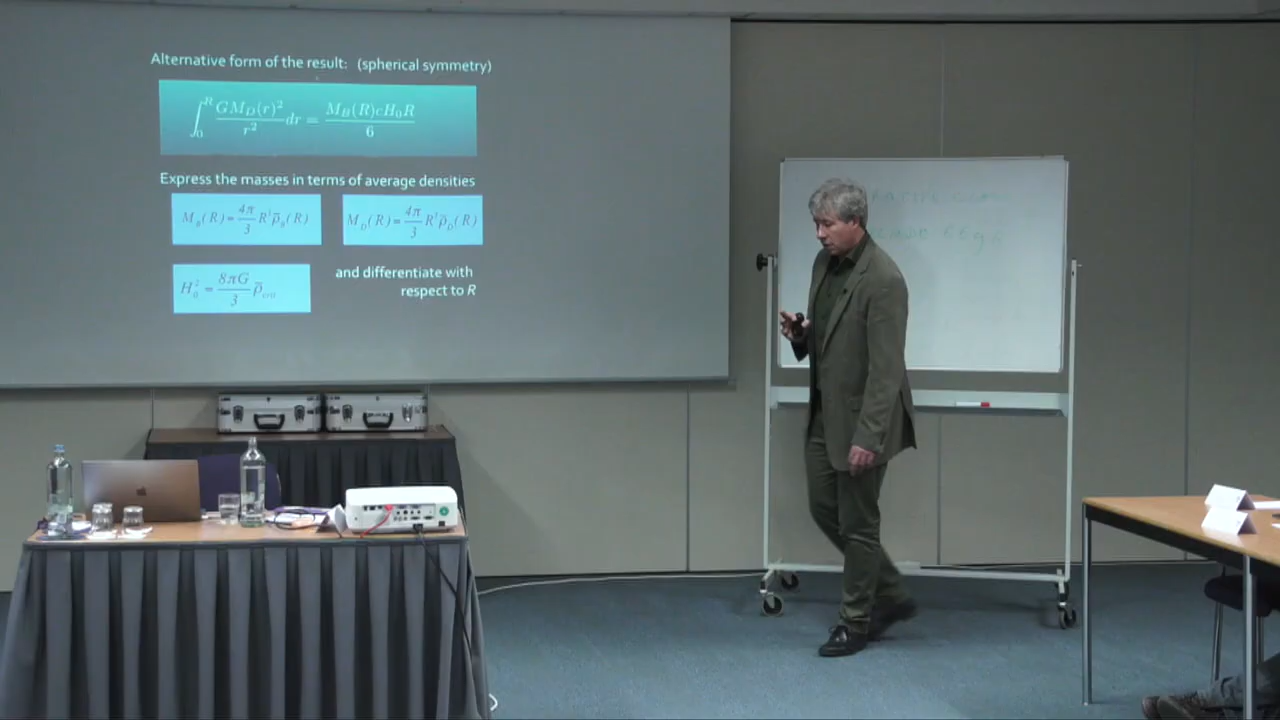 Alternative form of the result: (spherical symmetry)
∫₀ᴿ GM_D(r)²/r² dr = M_B(R)cH₀R/6
Express the masses in terms of average densities
M_B(R) = 4π/3 R³ρ̄_B(R) M_D(R) = 4π/3 R³ρ̄_D(R)
H₀² = 8πG/3 ρ̄_crit
and differentiate with
respect to R